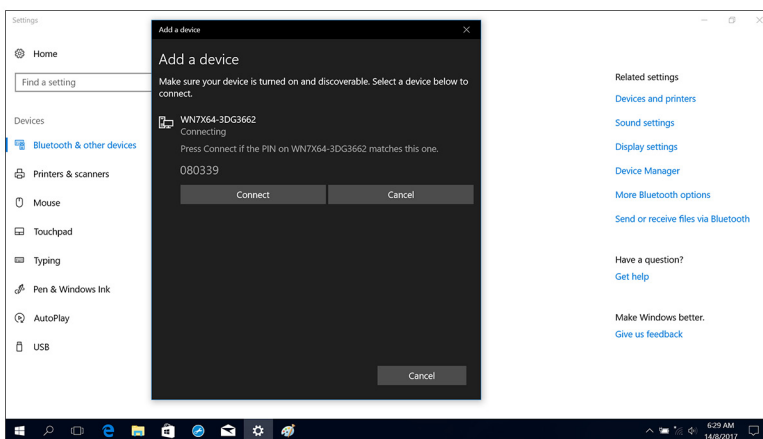 Settings
Home
Find a setting
Devices
Bluetooth & other devices
Printers & scanners
Mouse
Touchpad
Typing
Pen & Windows Ink
AutoPlay
USB
Add a device
Add a device
Make sure your device is turned on and discoverable. Select a device below to
connect.
WN7X64-3DG3662
Connecting
Press Connect if the PIN on WN7X64-3DG3662 matches this one.
080339
Connect
Cancel
Cancel
Related settings
Devices and printers
Sound settings
Display settings
Device Manager
More Bluetooth options
Send or receive files via Bluetooth
Have a question?
Get help
Make Windows better.
Give us feedback
6:29 AM
14/8/2017